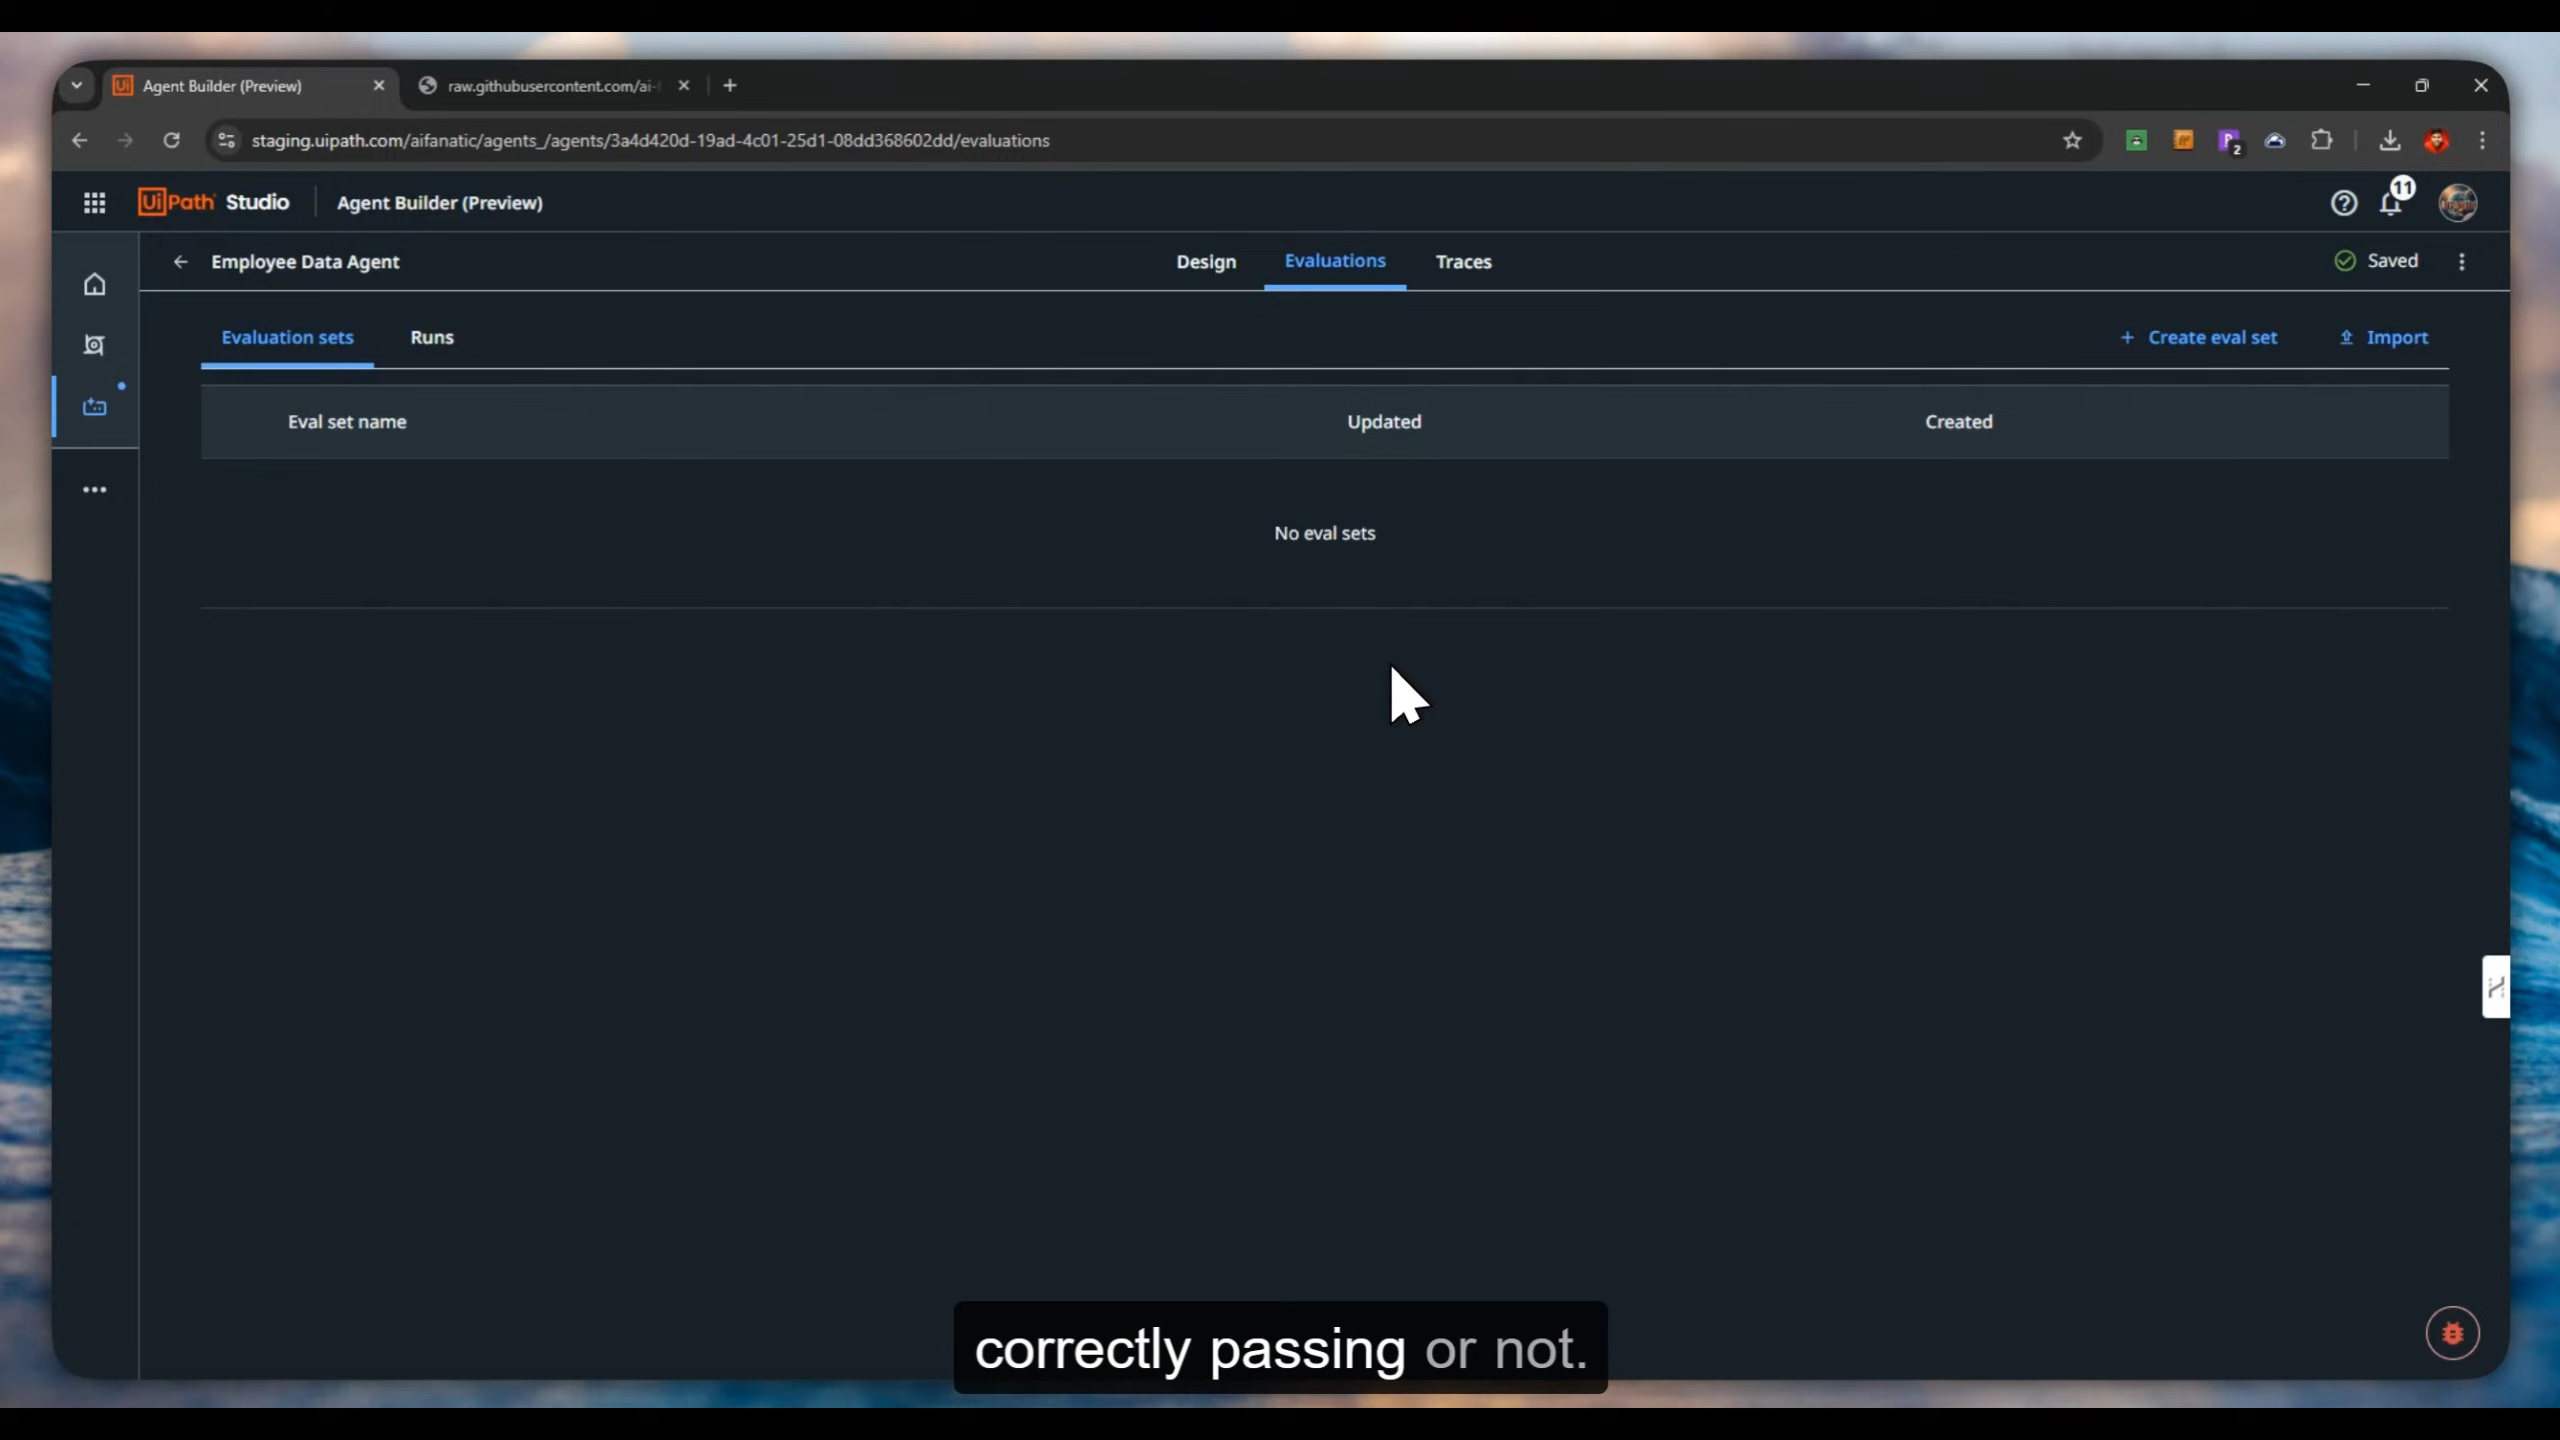 Agent Builder (Preview)
raw.githubusercontent.com/ai-
staging.uipath.com/aifanatic/agents_/agents/3a4d420d-19ad-4c01-25d1-08dd368602dd/evaluations
2
UiPath Studio
Agent Builder (Preview)
11
Employee Data Agent
Design
Evaluations
Traces
Saved
Evaluation sets
Runs
+ Create eval set
Import
Eval set name
Updated
Created
No eval sets
correctly passing or not.